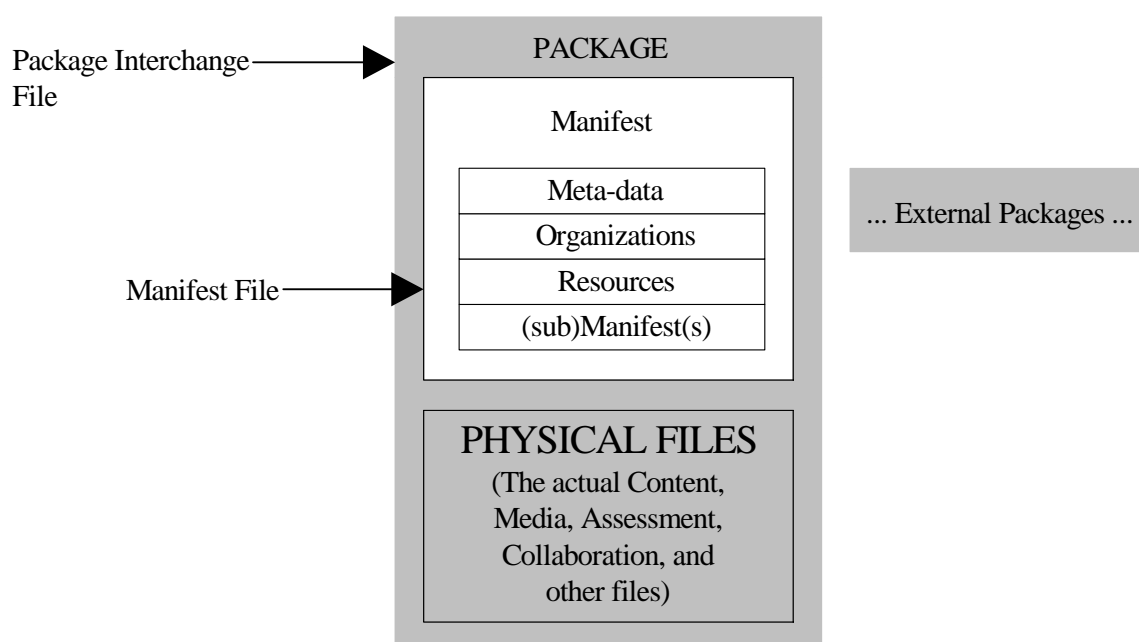 Package Interchange
File
PACKAGE
Manifest
Meta-data
Organizations
Resources
(sub)Manifest(s)
Manifest File
... External Packages ...
PHYSICAL FILES
(The actual Content,
Media, Assessment,
Collaboration, and
other files)